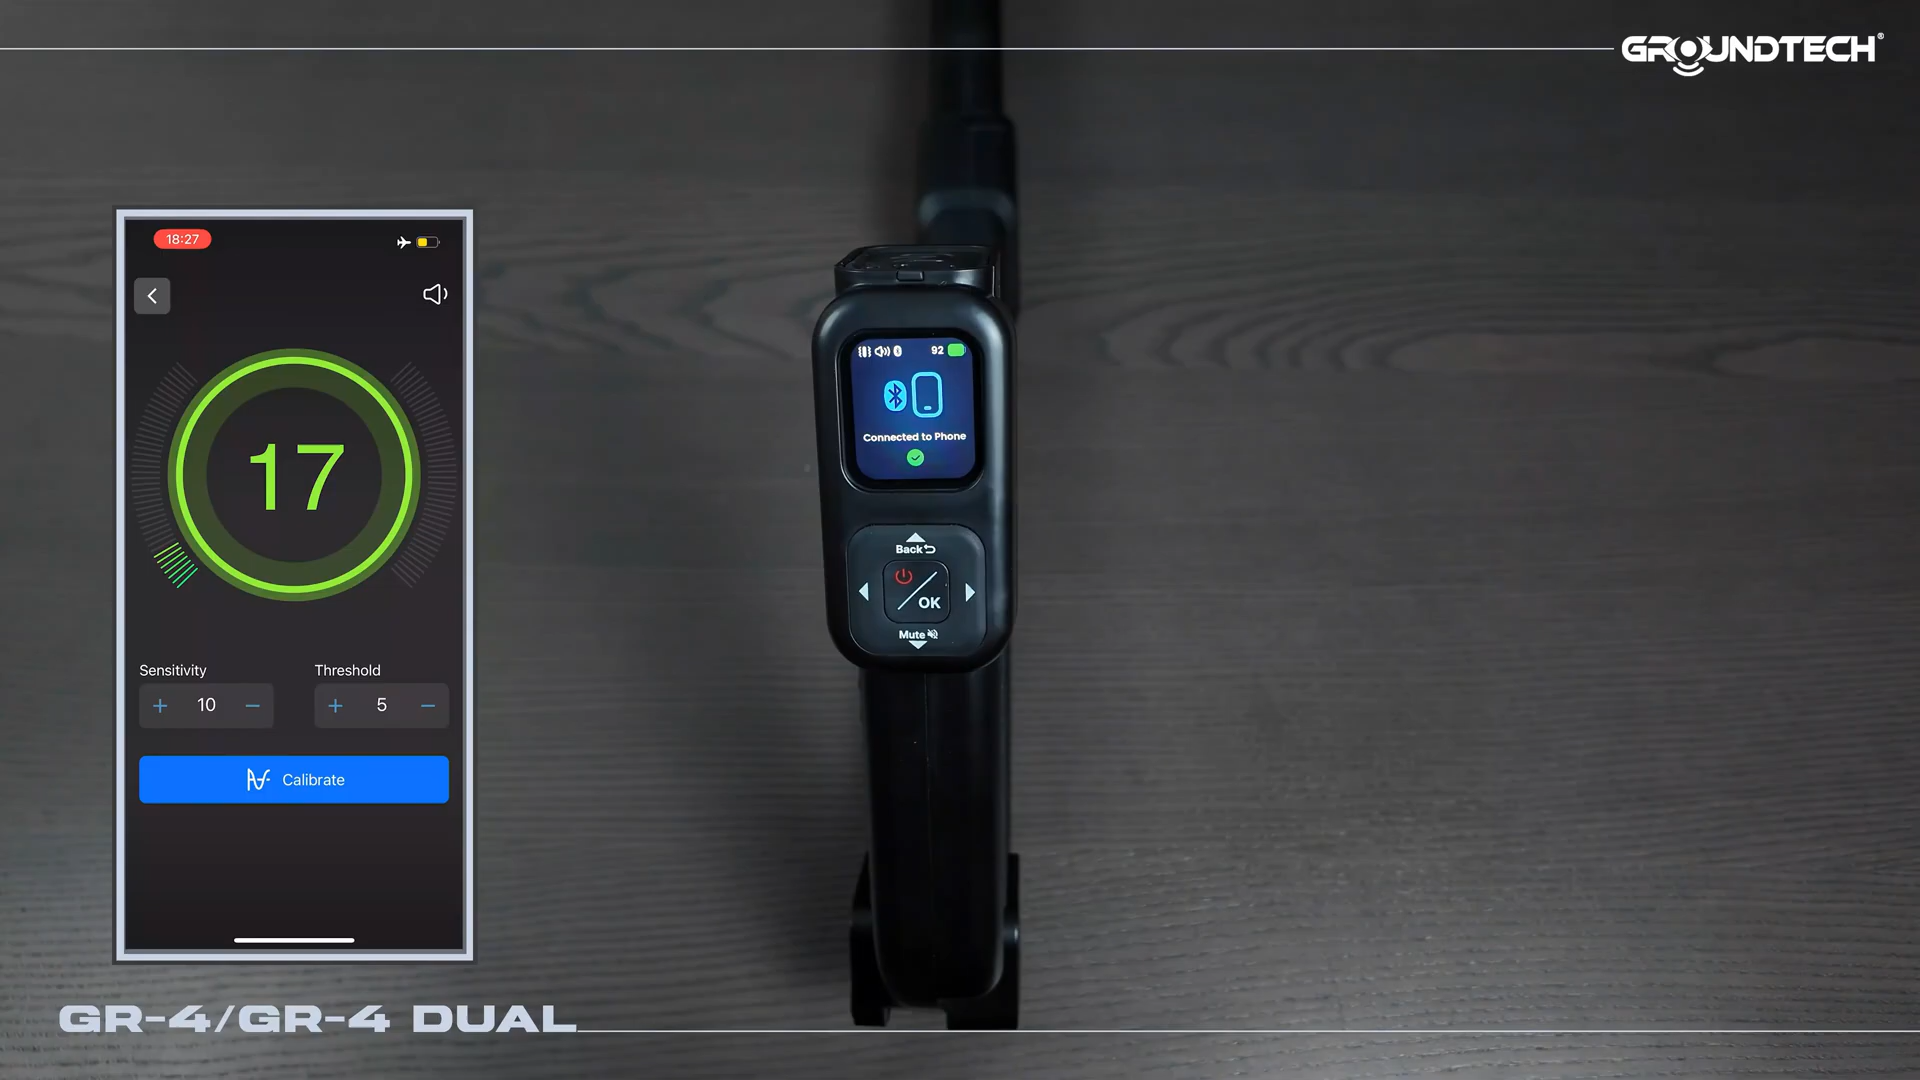 GROUNDTECH®
18:27
17
Sensitivity
Threshold
+ 10 −
+ 5 −
Calibrate
92
Connected to Phone
Back
OK
Mute
GR-4/GR-4 DUAL